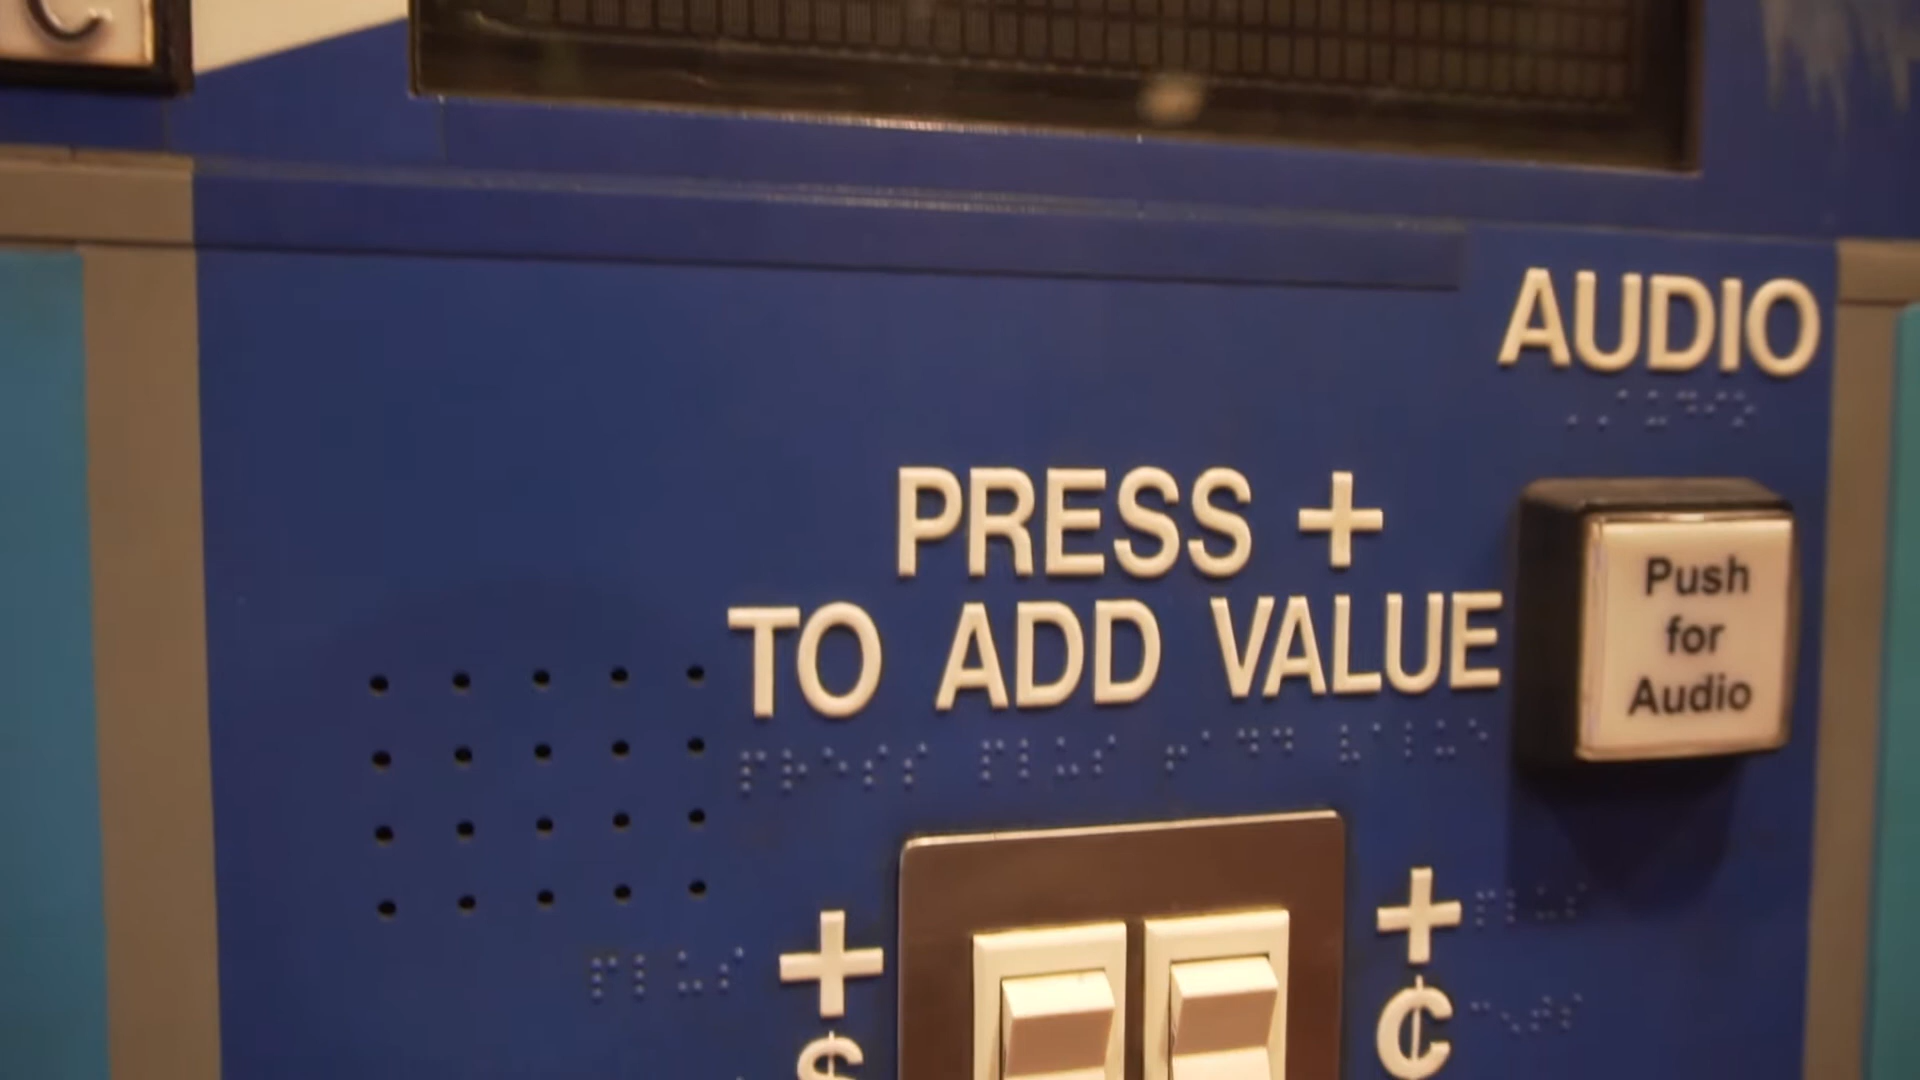 C
AUDIO
PRESS +
TO ADD VALUE
Push
for
Audio
+
$
+
¢